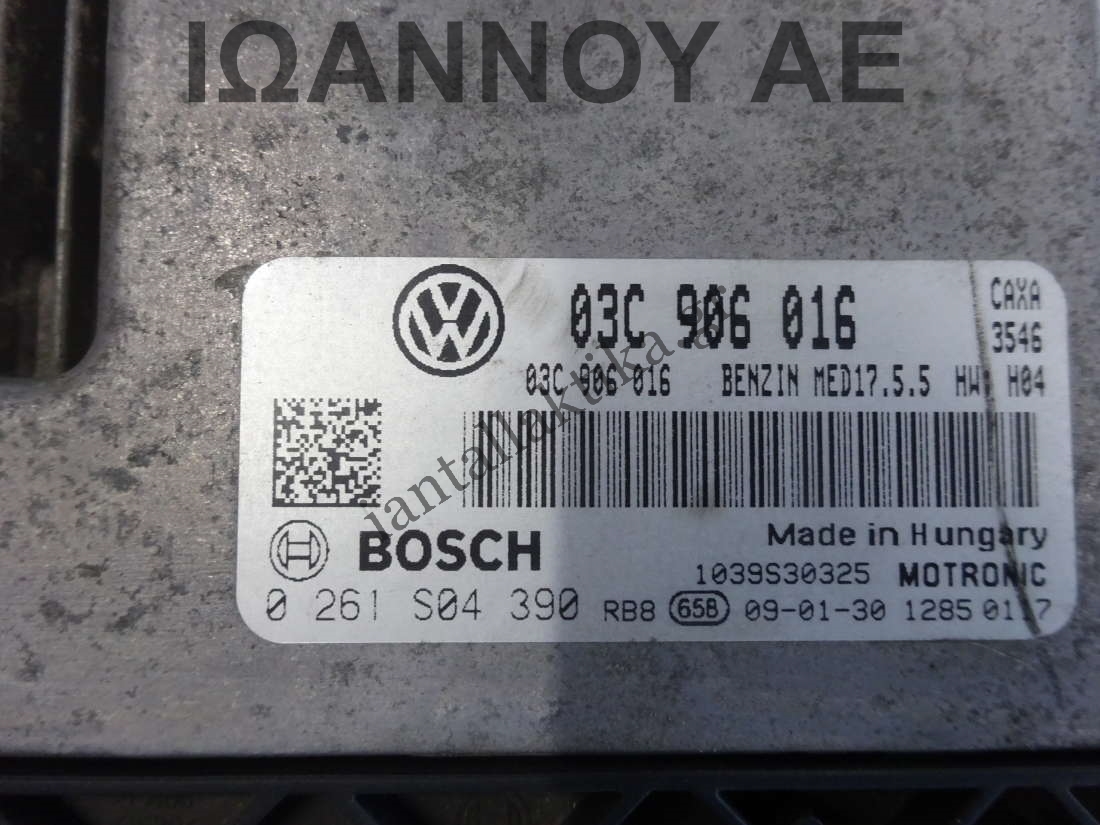 ΙΩΑΝΝΟΥ ΑΕ
VW 03C 906 016 CAXA
3546
03C 906 016 BENZIN MED17.5.5 HW H04
BOSCH Made in Hungary
1039S30325 MOTRONIC
0 261 S04 390 RB8 658 09-01-30 1285